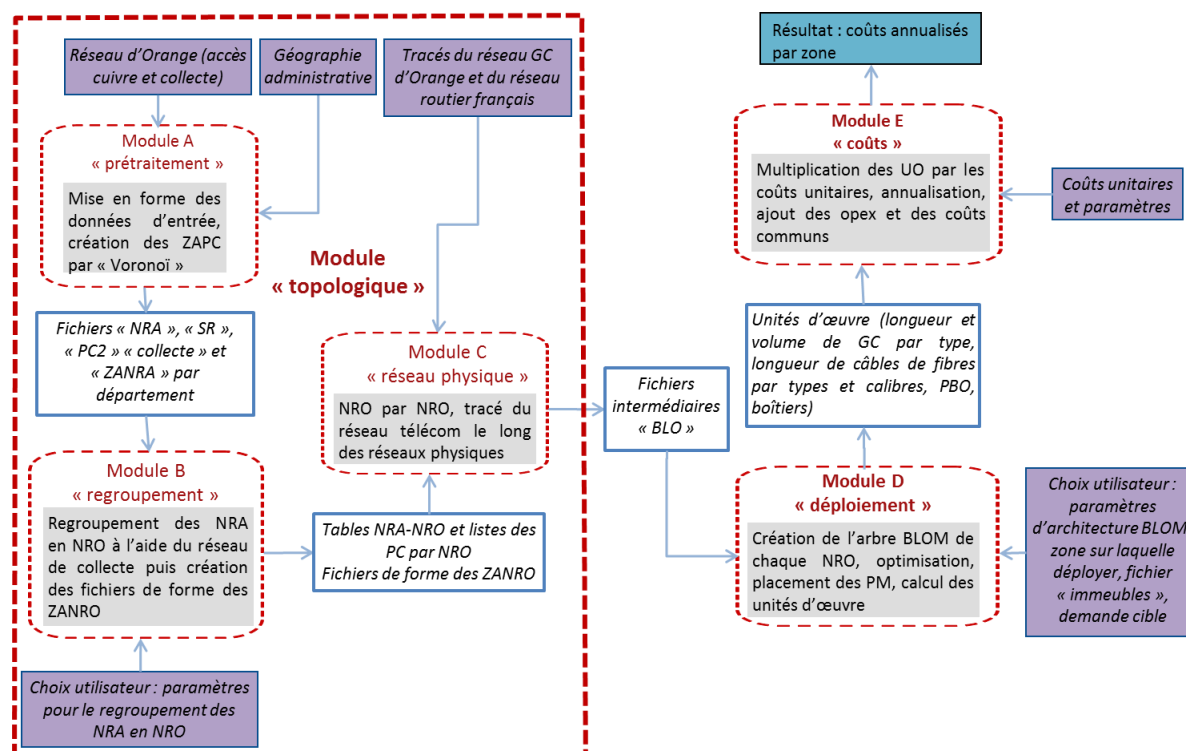 Réseau d'Orange (accès
cuivre et collecte)
Géographie
administrative
Tracés du réseau GC
d'Orange et du réseau
routier français
Module A
« prétraitement »
Mise en forme des
données d'entrée,
création des ZAPC
par « Voronoï »
Module
« topologique »
Fichiers « NRA », « SR »,
« PC2 » « collecte » et
« ZANRA » par
département
Module B
« regroupement »
Regroupement des NRA
en NRO à l'aide du réseau
de collecte puis création
des fichiers de forme des
ZANRO
Choix utilisateur : paramètres
pour le regroupement des
NRA en NRO
Module C
« réseau physique »
NRO par NRO, tracé du
réseau télécom le long
des réseaux physiques
Tables NRA-NRO et listes des
PC par NRO
Fichiers de forme des ZANRO
Fichiers
intermédiaires
« BLO »
Résultat : coûts annualisés
par zone
Module E
« coûts »
Multiplication des UO par les
coûts unitaires, annualisation,
ajout des opex et des coûts
communs
Coûts unitaires
et paramètres
Unités d'œuvre (longueur et
volume de GC par type,
longueur de câbles de fibres
par types et calibres, PBO,
boîtiers)
Module D
« déploiement »
Création de l'arbre BLOM de
chaque NRO, optimisation,
placement des PM, calcul des
unités d'œuvre
Choix utilisateur :
paramètres
d'architecture BLOM,
zone sur laquelle
déployer, fichier
« immeubles »,
demande cible